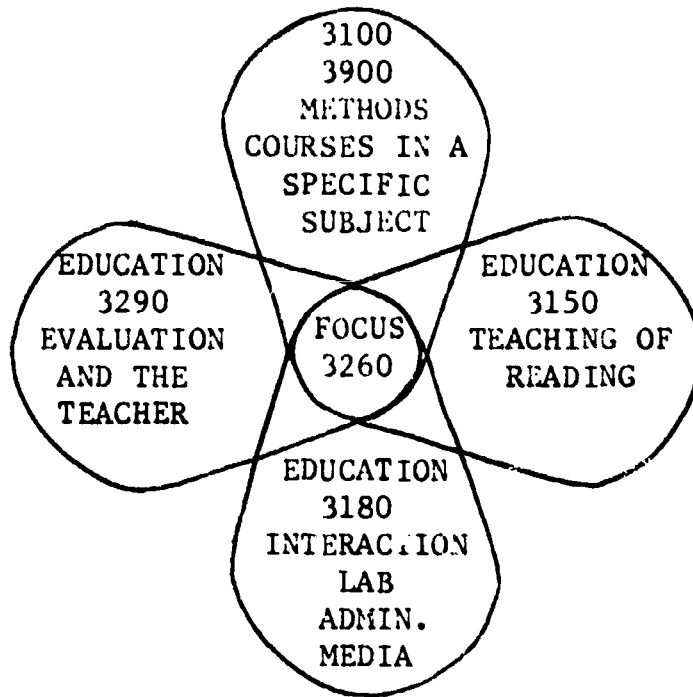 3100
3900
METHODS
COURSES IN A
SPECIFIC
SUBJECT
EDUCATION
3290
EVALUATION
AND THE
TEACHER
FOCUS
3260
EDUCATION
3150
TEACHING OF
READING
EDUCATION
3180
INTERACTION
LAB
ADMIN.
MEDIA